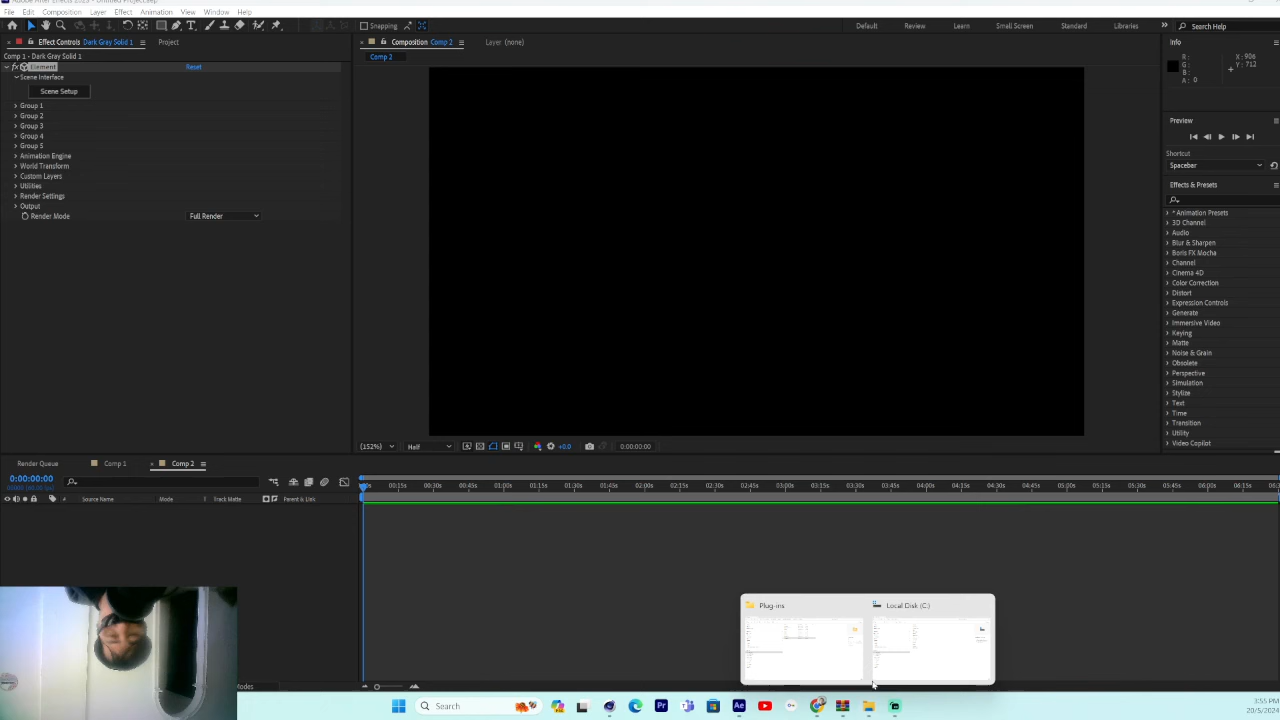 File Edit Composition Layer Effect Animation View Window Help
Snapping
Default Review Learn Small Screen Standard Libraries Search Help
Effect Controls Dark Gray Solid 1 Project
Comp 1 - Dark Gray Solid 1
fx Element Reset
Scene Interface
Scene Setup
Group 1
Group 2
Group 3
Group 4
Group 5
Animation Engine
World Transform
Custom Layers
Utilities
Render Settings
Output
Render Mode Full Render
Composition Comp 2 Layer (none)
Comp 2
(152%) Half +0.0 0:00:00:00
Info
R:
G:
B:
A: 0
X: 906
Y: 712
Preview
Shortcut
Spacebar
Effects & Presets
* Animation Presets
3D Channel
Audio
Blur & Sharpen
Boris FX Mocha
Channel
Cinema 4D
Color Correction
Distort
Expression Controls
Generate
Immersive Video
Keying
Matte
Noise & Grain
Obsolete
Perspective
Simulation
Stylize
Text
Time
Transition
Utility
Video Copilot
Render Queue Comp 1 Comp 2
0:00:00:00
# Source Name Mode T Track Matte Parent & Link
00:15s 00:30s 00:45s 01:00s 01:15s 01:30s 01:45s 02:00s 02:15s 02:30s 02:45s 03:00s 03:15s 03:30s 03:45s 04:00s 04:15s 04:30s 04:45s 05:00s 05:15s 05:30s 05:45s 06:00s 06:15s
Plug-ins Local Disk (C:)
Modes
Search
Pr Ae
3:55 PM
20/5/2024